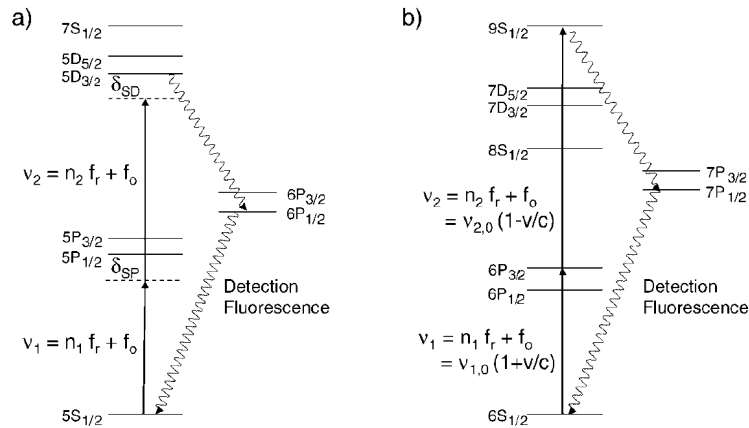 a)
7S1/2
5D5/2
5D3/2
δSD
ν2 = n2 fr + fo
6P3/2
6P1/2
5P3/2
5P1/2
δSP
Detection
Fluorescence
ν1 = n1 fr + fo
5S1/2
b)
9S1/2
7D5/2
7D3/2
8S1/2
7P3/2
7P1/2
ν2 = n2 fr + fo
= ν2,0 (1-v/c)
6P3/2
6P1/2
Detection
Fluorescence
ν1 = n1 fr + fo
= ν1,0 (1+v/c)
6S1/2